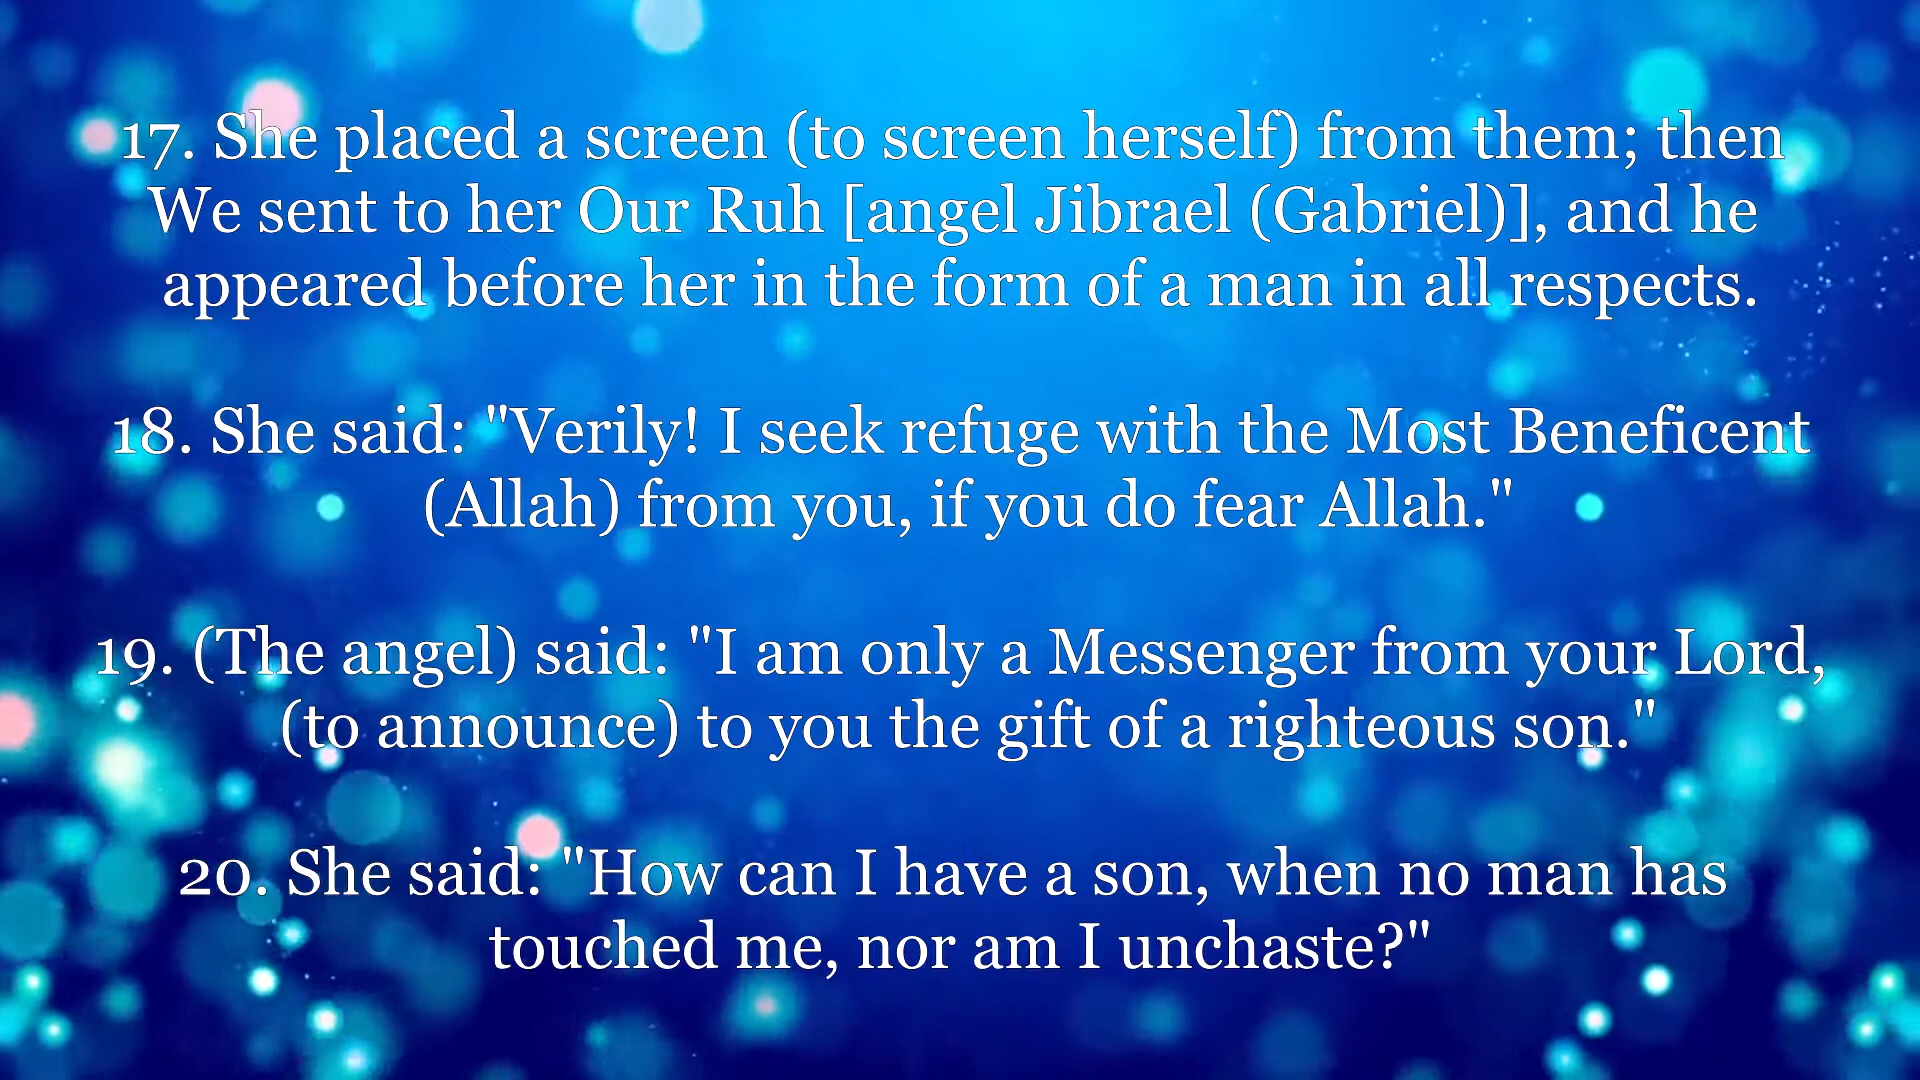 17. She placed a screen (to screen herself) from them; then
We sent to her Our Ruh [angel Jibrael (Gabriel)], and he
appeared before her in the form of a man in all respects.
18. She said: "Verily! I seek refuge with the Most Beneficent
(Allah) from you, if you do fear Allah."
19. (The angel) said: "I am only a Messenger from your Lord,
(to announce) to you the gift of a righteous son."
20. She said: "How can I have a son, when no man has
touched me, nor am I unchaste?"